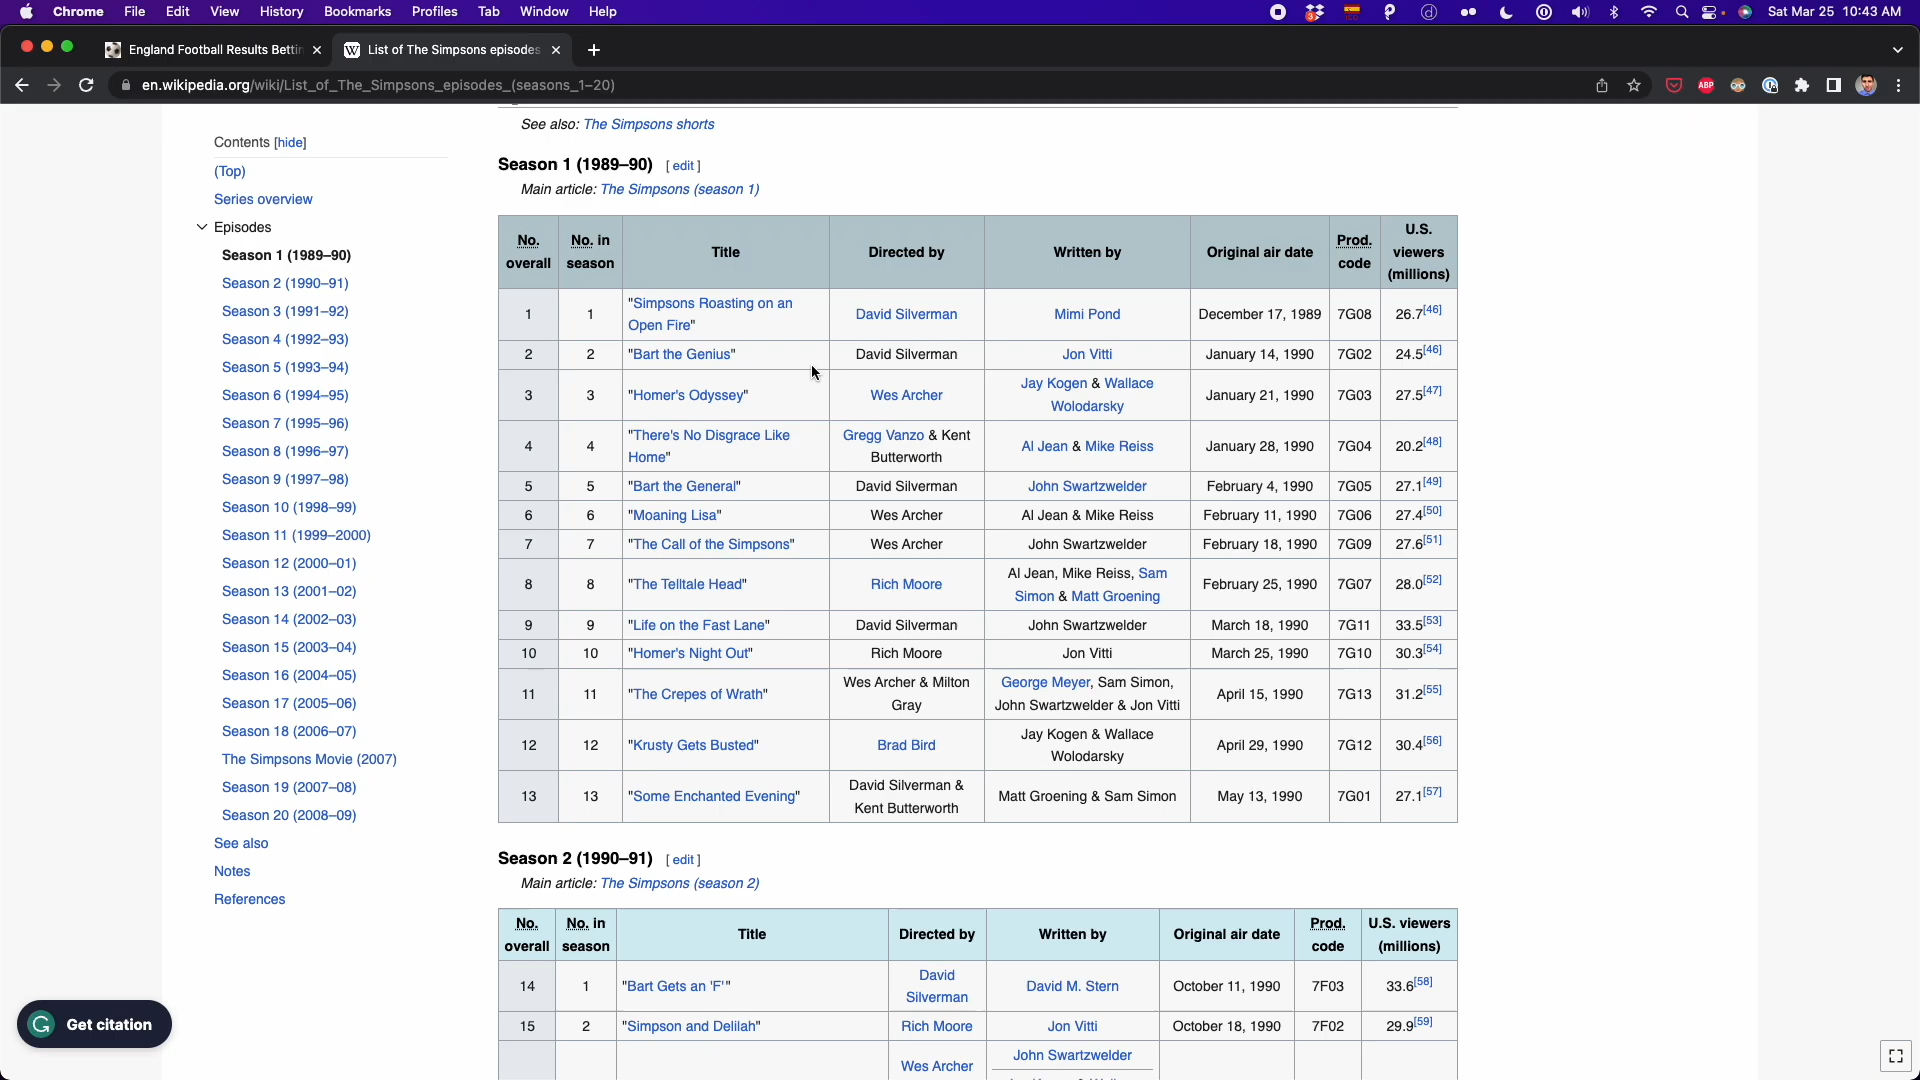 Chrome File Edit View History Bookmarks Profiles Tab Window Help Sat Mar 25 10:43 AM
England Football Results Bettin List of The Simpsons episodes
en.wikipedia.org/wiki/List_of_The_Simpsons_episodes_(seasons_1–20) ABP
Contents [hide]
(Top)
Series overview
Episodes
Season 1 (1989–90)
Season 2 (1990–91)
Season 3 (1991–92)
Season 4 (1992–93)
Season 5 (1993–94)
Season 6 (1994–95)
Season 7 (1995–96)
Season 8 (1996–97)
Season 9 (1997–98)
Season 10 (1998–99)
Season 11 (1999–2000)
Season 12 (2000–01)
Season 13 (2001–02)
Season 14 (2002–03)
Season 15 (2003–04)
Season 16 (2004–05)
Season 17 (2005–06)
Season 18 (2006–07)
The Simpsons Movie (2007)
Season 19 (2007–08)
Season 20 (2008–09)
See also
Notes
References
Get citation
See also: The Simpsons shorts
Season 1 (1989–90) [ edit ]
Main article: The Simpsons (season 1)
No. overall No. in season Title Directed by Written by Original air date Prod. code U.S. viewers (millions)
1 1 "Simpsons Roasting on an Open Fire" David Silverman Mimi Pond December 17, 1989 7G08 26.7[46]
2 2 "Bart the Genius" David Silverman Jon Vitti January 14, 1990 7G02 24.5[46]
3 3 "Homer's Odyssey" Wes Archer Jay Kogen & Wallace Wolodarsky January 21, 1990 7G03 27.5[47]
4 4 "There's No Disgrace Like Home" Gregg Vanzo & Kent Butterworth Al Jean & Mike Reiss January 28, 1990 7G04 20.2[48]
5 5 "Bart the General" David Silverman John Swartzwelder February 4, 1990 7G05 27.1[49]
6 6 "Moaning Lisa" Wes Archer Al Jean & Mike Reiss February 11, 1990 7G06 27.4[50]
7 7 "The Call of the Simpsons" Wes Archer John Swartzwelder February 18, 1990 7G09 27.6[51]
8 8 "The Telltale Head" Rich Moore Al Jean, Mike Reiss, Sam Simon & Matt Groening February 25, 1990 7G07 28.0[52]
9 9 "Life on the Fast Lane" David Silverman John Swartzwelder March 18, 1990 7G11 33.5[53]
10 10 "Homer's Night Out" Rich Moore Jon Vitti March 25, 1990 7G10 30.3[54]
11 11 "The Crepes of Wrath" Wes Archer & Milton Gray George Meyer, Sam Simon, John Swartzwelder & Jon Vitti April 15, 1990 7G13 31.2[55]
12 12 "Krusty Gets Busted" Brad Bird Jay Kogen & Wallace Wolodarsky April 29, 1990 7G12 30.4[56]
13 13 "Some Enchanted Evening" David Silverman & Kent Butterworth Matt Groening & Sam Simon May 13, 1990 7G01 27.1[57]
Season 2 (1990–91) [ edit ]
Main article: The Simpsons (season 2)
No. overall No. in season Title Directed by Written by Original air date Prod. code U.S. viewers (millions)
14 1 "Bart Gets an 'F'" David Silverman David M. Stern October 11, 1990 7F03 33.6[58]
15 2 "Simpson and Delilah" Rich Moore Jon Vitti October 18, 1990 7F02 29.9[59]
Wes Archer John Swartzwelder